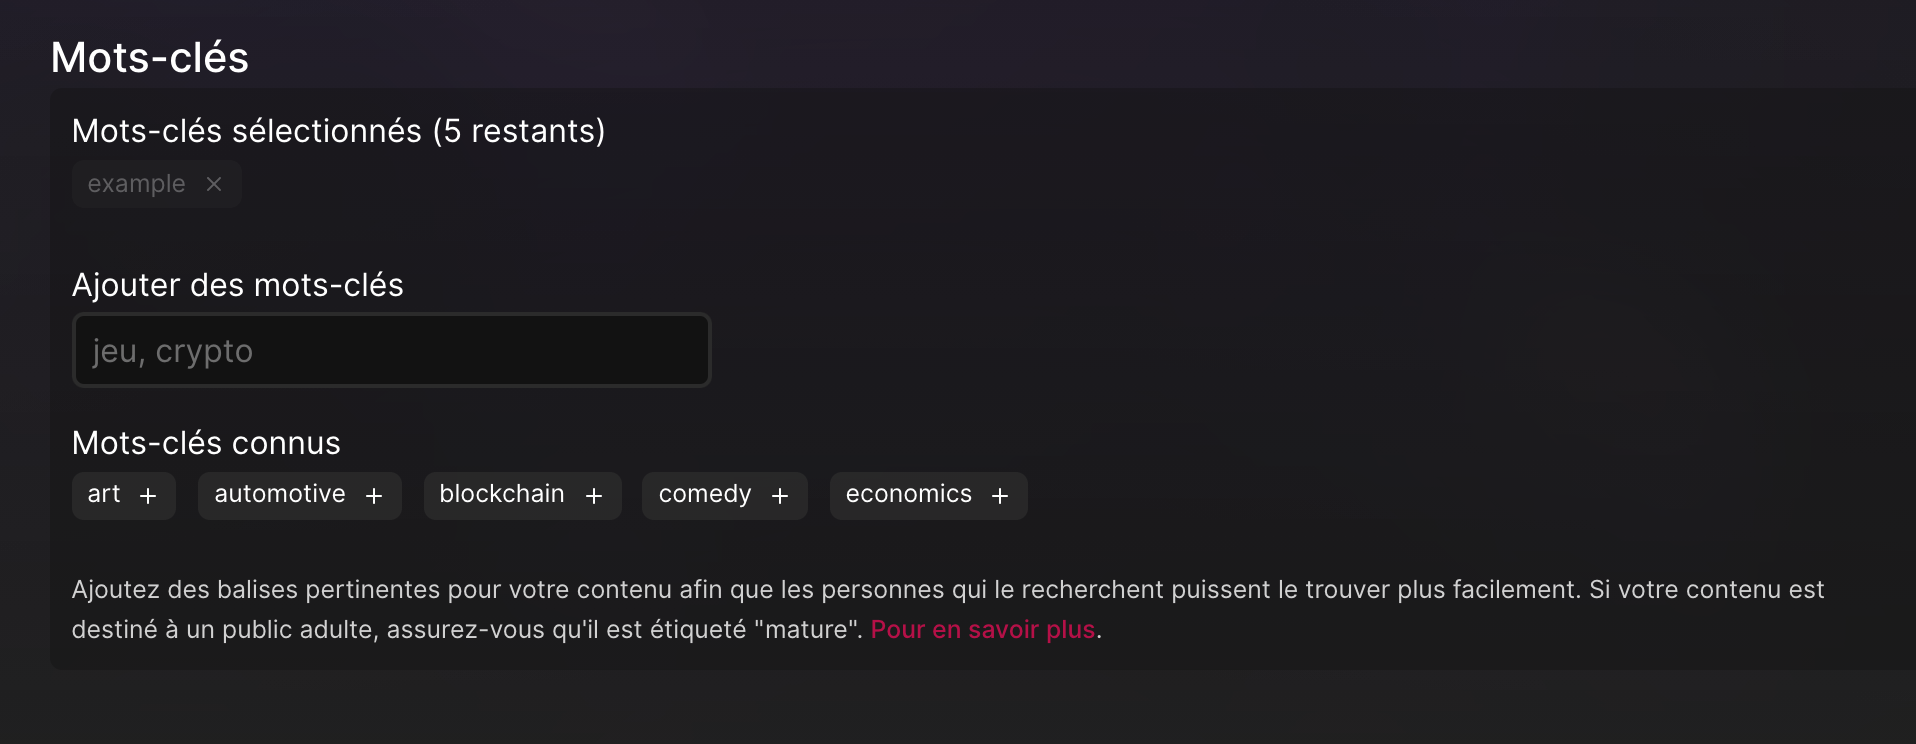 Mots-clés
Mots-clés sélectionnés (5 restants)
example ×
Ajouter des mots-clés
jeu, crypto
Mots-clés connus
art + automotive + blockchain + comedy + economics +
Ajoutez des balises pertinentes pour votre contenu afin que les personnes qui le recherchent puissent le trouver plus facilement. Si votre contenu est
destiné à un public adulte, assurez-vous qu'il est étiqueté "mature". Pour en savoir plus.